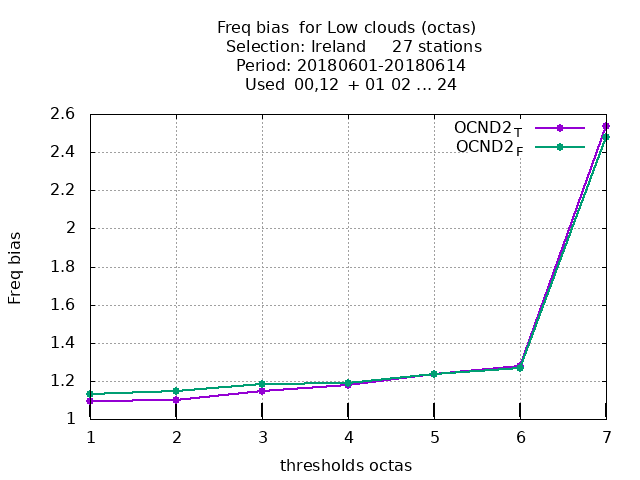 Freq bias  for Low clouds (octas)
Selection: Ireland     27 stations
Period: 20180601-20180614
Used  00,12  + 01 02 ... 24
OCND2T
OCND2F
2.6
2.4
2.2
2
1.8
1.6
1.4
1.2
1
Freq bias
1 2 3 4 5 6 7
thresholds octas